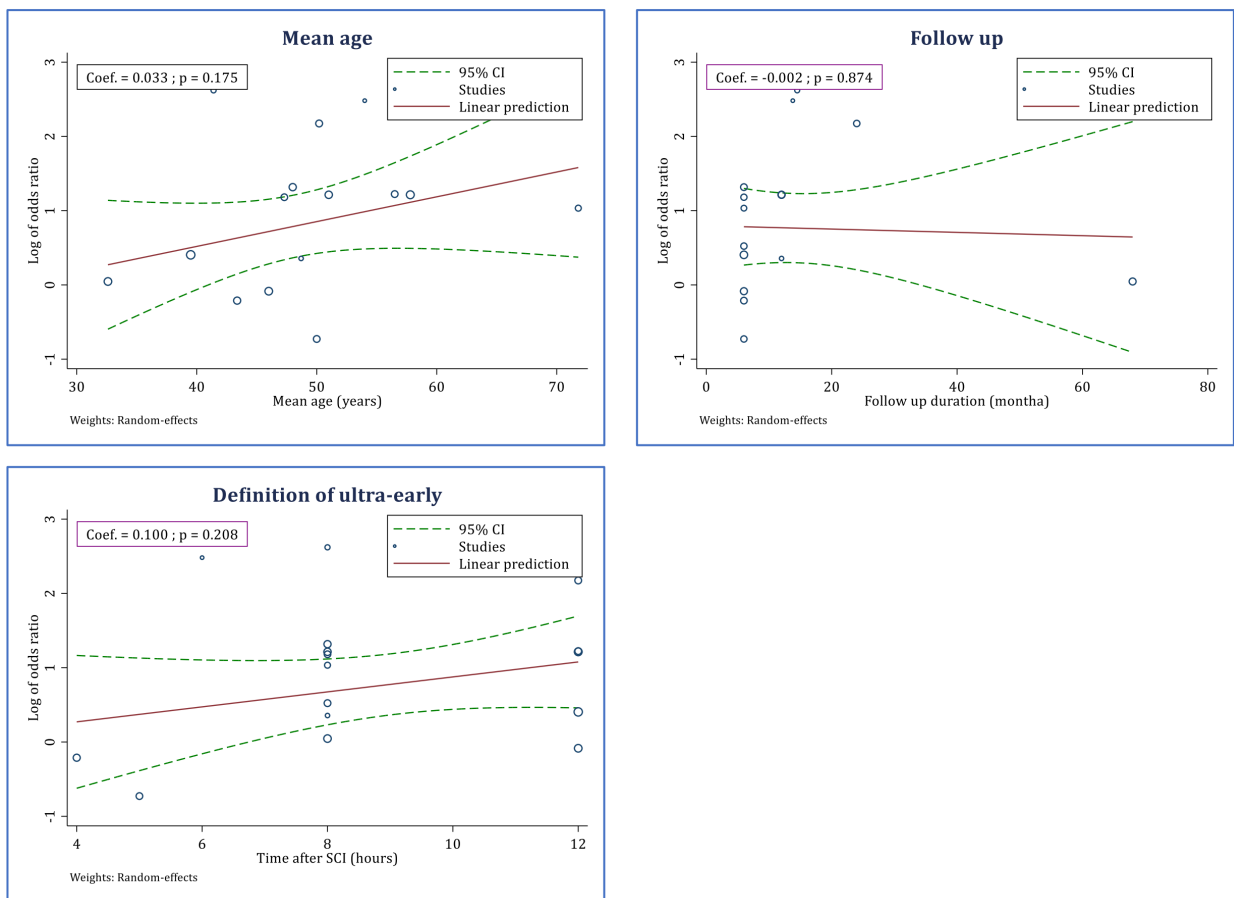 Mean age
Coef. = 0.033 ; p = 0.175
95% CI
Studies
Linear prediction
Log of odds ratio
3
2
1
0
-1
30 40 50 60 70
Mean age (years)
Weights: Random-effects
Follow up
Coef. = -0.002 ; p = 0.874
95% CI
Studies
Linear prediction
Log of odds ratio
3
2
1
0
-1
0 20 40 60 80
Follow up duration (montha)
Weights: Random-effects
Definition of ultra-early
Coef. = 0.100 ; p = 0.208
95% CI
Studies
Linear prediction
Log of odds ratio
3
2
1
0
-1
4 6 8 10 12
Time after SCI (hours)
Weights: Random-effects